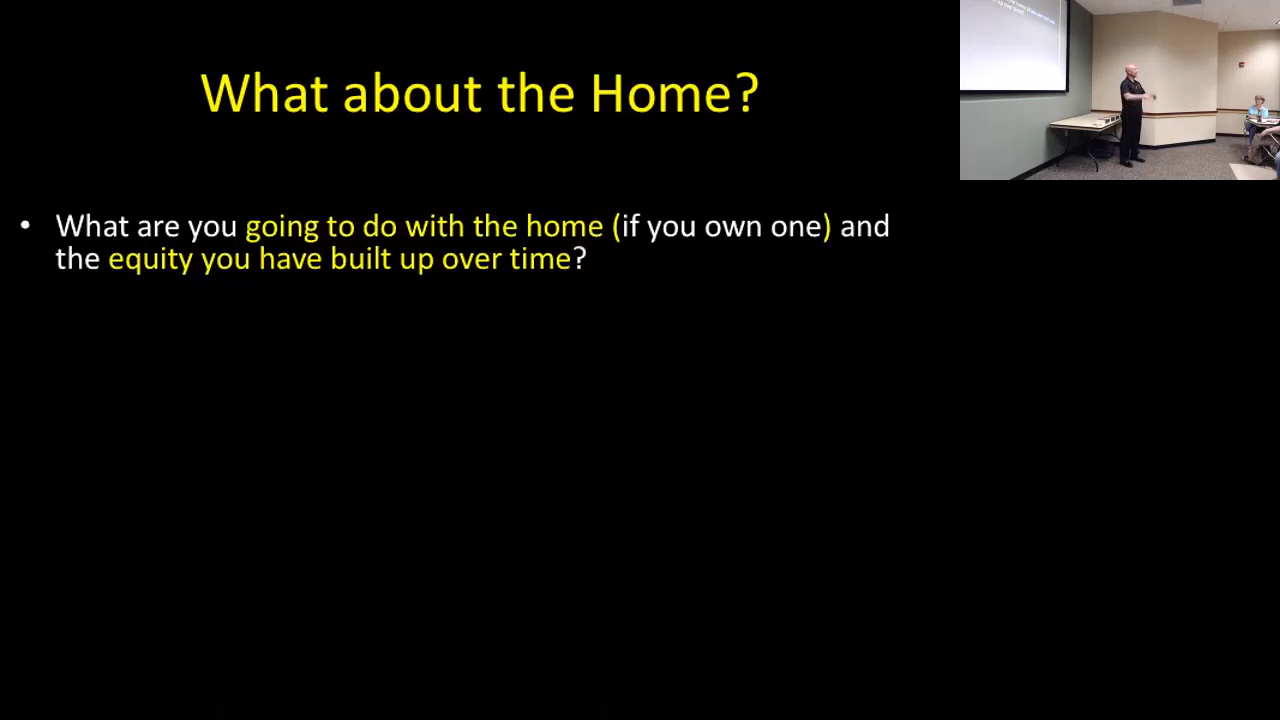 What about the Home?
• What are you going to do with the home (if you own one) and
the equity you have built up over time?